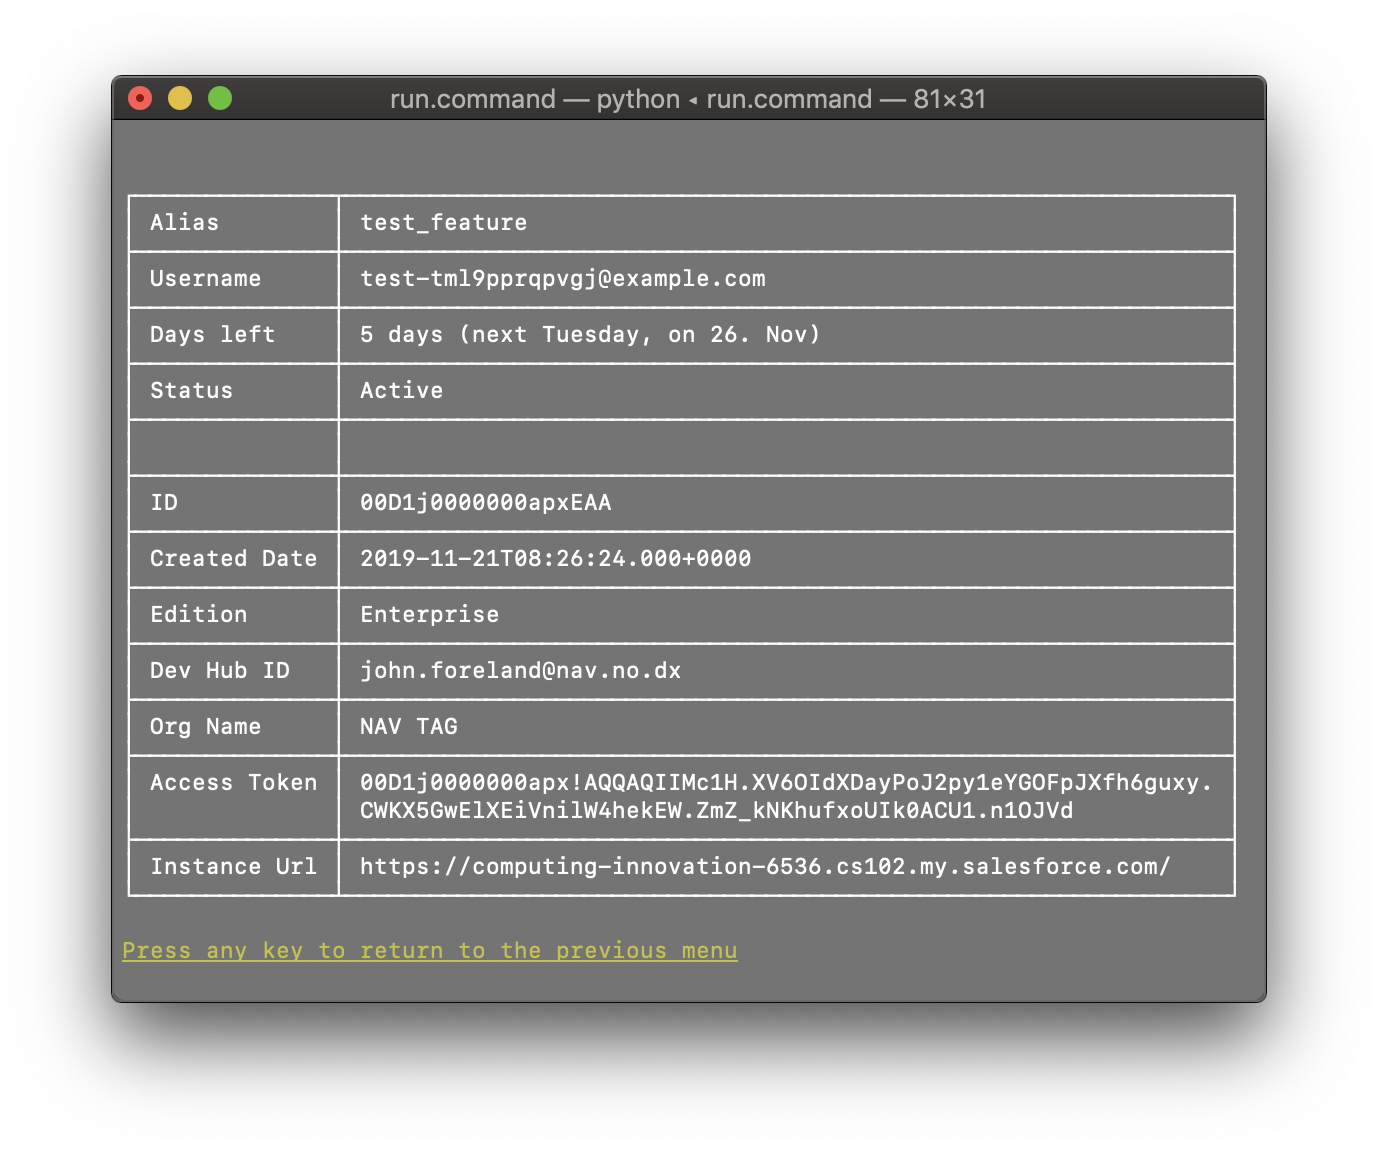 run.command — python ◂ run.command — 81×31
Alias test_feature
Username test-tml9pprqpvgj@example.com
Days left 5 days (next Tuesday, on 26. Nov)
Status Active
ID 00D1j0000000apxEAA
Created Date 2019-11-21T08:26:24.000+0000
Edition Enterprise
Dev Hub ID john.foreland@nav.no.dx
Org Name NAV TAG
Access Token 00D1j0000000apx!AQQAQIIMc1H.XV6OIdXDayPoJ2py1eYGOFpJXfh6guxy.
CWKX5GwElXEiVnilW4hekEW.ZmZ_kNKhufxoUIk0ACU1.n1OJVd
Instance Url https://computing-innovation-6536.cs102.my.salesforce.com/
Press any key to return to the previous menu